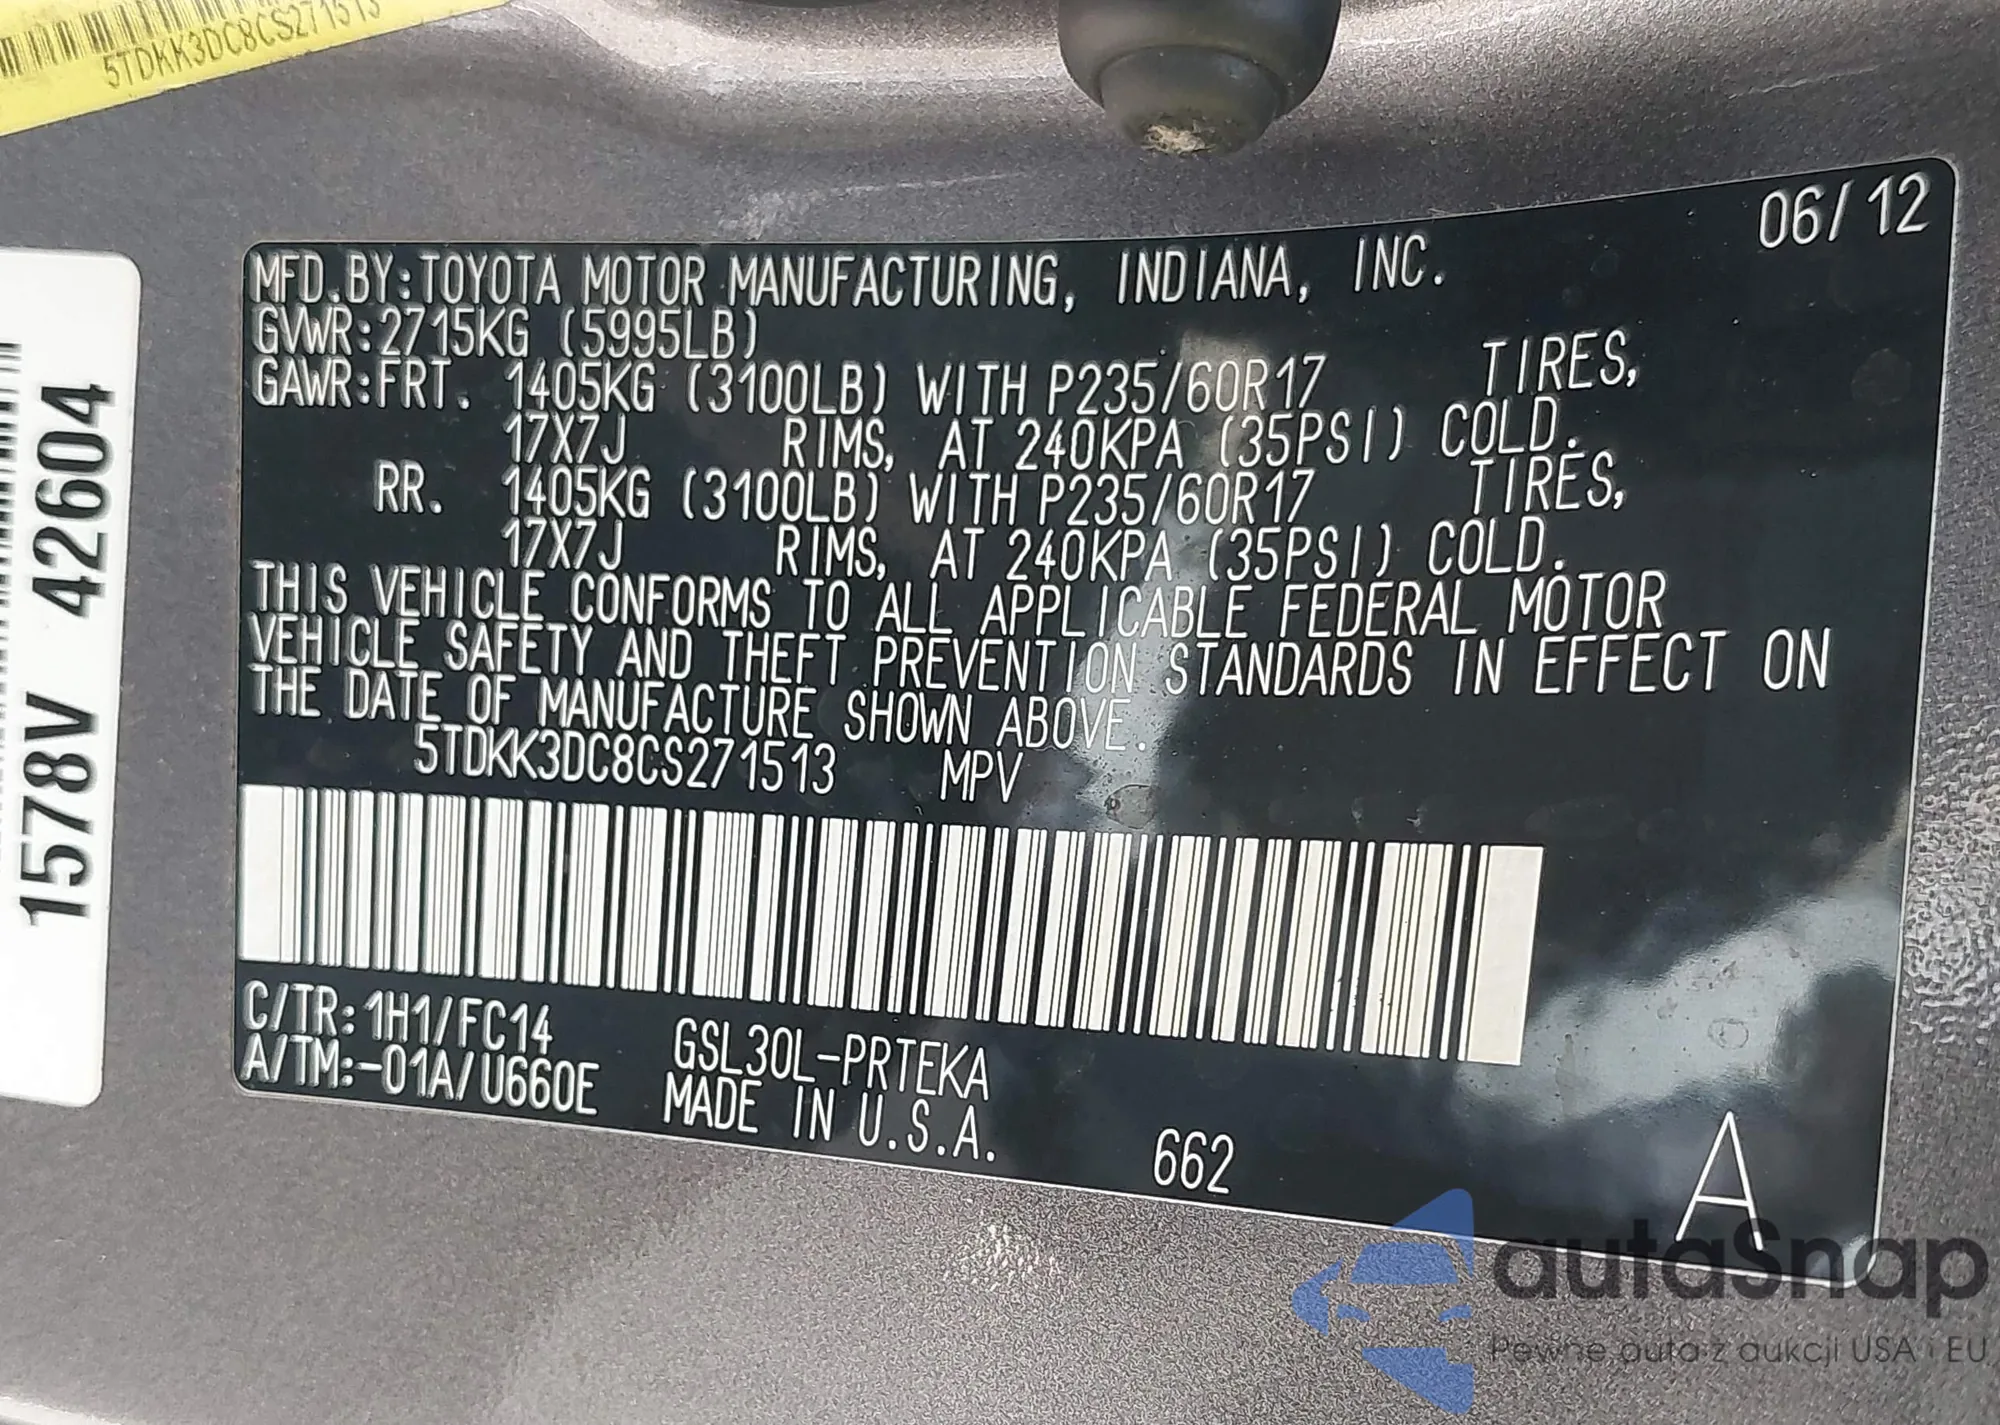 5TDKK3DC8CS271513
06/12
MFD.BY:TOYOTA MOTOR MANUFACTURING, INDIANA, INC.
GVWR:2715KG (5995LB)
GAWR:FRT. 1405KG (3100LB) WITH P235/60R17 TIRES,
17X7J RIMS, AT 240KPA (35PSI) COLD.
RR. 1405KG (3100LB) WITH P235/60R17 TIRES,
17X7J RIMS, AT 240KPA (35PSI) COLD.
THIS VEHICLE CONFORMS TO ALL APPLICABLE FEDERAL MOTOR
VEHICLE SAFETY AND THEFT PREVENTION STANDARDS IN EFFECT ON
THE DATE OF MANUFACTURE SHOWN ABOVE.
5TDKK3DC8CS271513 MPV
C/TR:1H1/FC14 GSL30L-PRTEKA
A/TM:-01A/U660E MADE IN U.S.A.
662
A
1578V 42604
autaSnap
Pewne auta z aukcji USA i EU